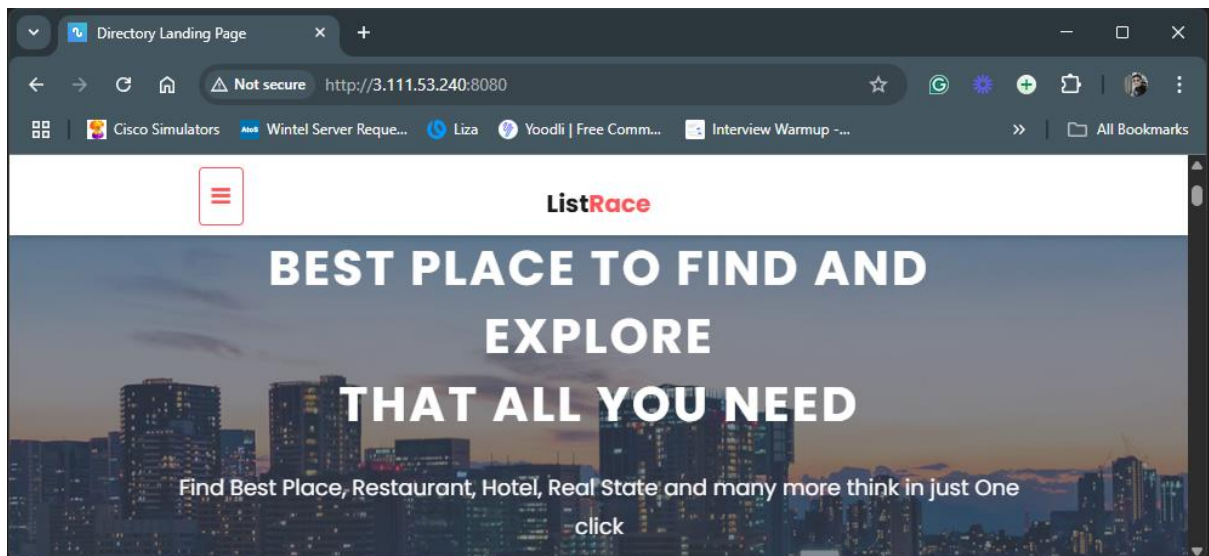 Directory Landing Page
Not secure http://3.111.53.240:8080
Cisco Simulators Atos Wintel Server Reque... Liza Yoodli | Free Comm... Interview Warmup -... » All Bookmarks
ListRace
BEST PLACE TO FIND AND
EXPLORE
THAT ALL YOU NEED
Find Best Place, Restaurant, Hotel, Real State and many more think in just One
click